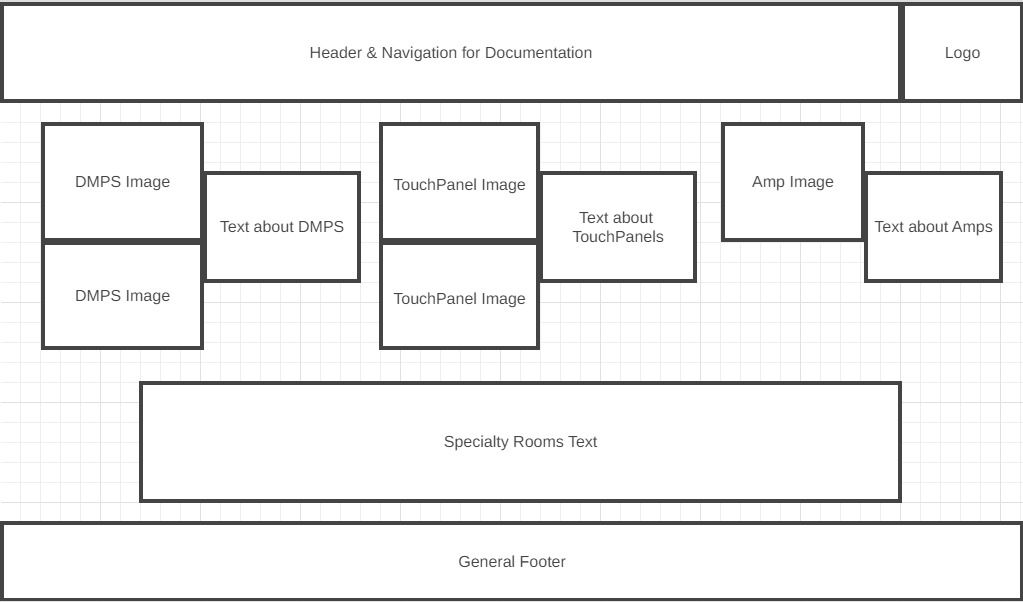 Header & Navigation for Documentation
Logo
DMPS Image
Text about DMPS
DMPS Image
TouchPanel Image
Text about
TouchPanels
TouchPanel Image
Amp Image
Text about Amps
Specialty Rooms Text
General Footer